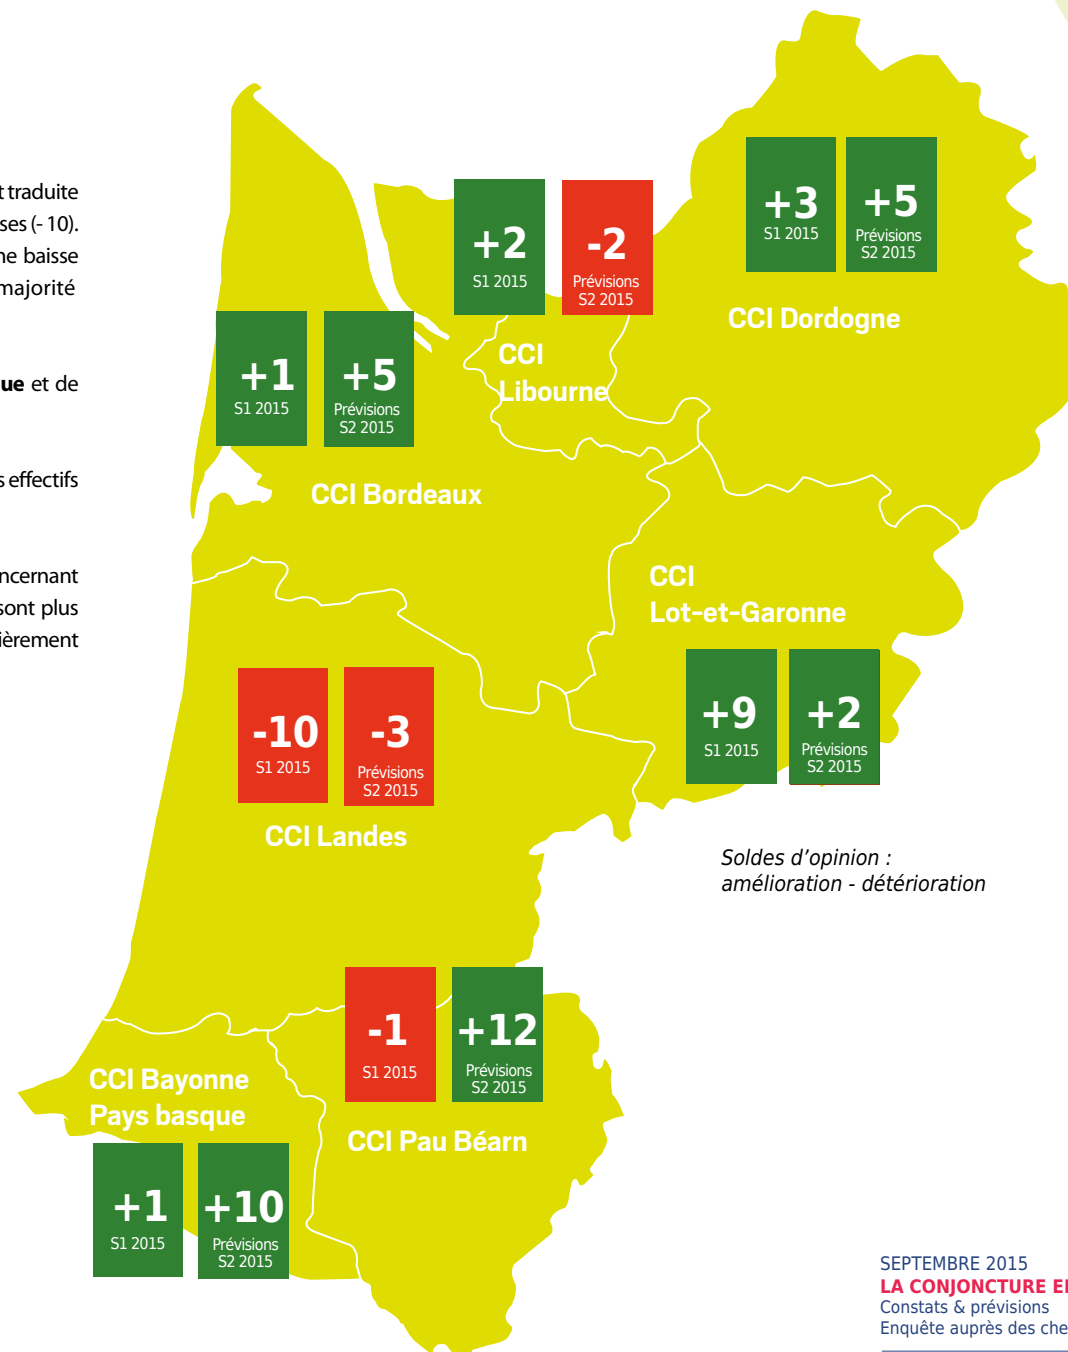 t traduite
ses (- 10).
ne baisse
majorité
ue et de
s effectifs
ncernant
sont plus
ièrement
+3
S1 2015
+5
Prévisions
S2 2015
CCI Dordogne
+2
S1 2015
-2
Prévisions
S2 2015
CCI
Libourne
+1
S1 2015
+5
Prévisions
S2 2015
CCI Bordeaux
CCI
Lot-et-Garonne
+9
S1 2015
+2
Prévisions
S2 2015
-10
S1 2015
-3
Prévisions
S2 2015
CCI Landes
Soldes d’opinion :
amélioration - détérioration
-1
S1 2015
+12
Prévisions
S2 2015
CCI Pau Béarn
CCI Bayonne
Pays basque
+1
S1 2015
+10
Prévisions
S2 2015
SEPTEMBRE 2015
LA CONJONCTURE E
Constats & prévisions
Enquête auprès des che